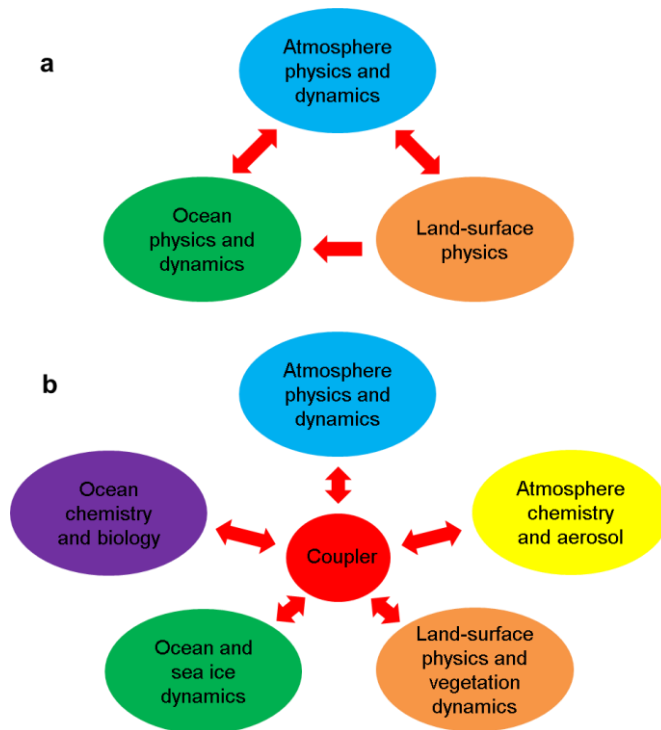 a
Atmosphere
physics and
dynamics
Ocean
physics and
dynamics
Land-surface
physics
b
Atmosphere
physics and
dynamics
Ocean
chemistry
and biology
Atmosphere
chemistry
and aerosol
Coupler
Ocean and
sea ice
dynamics
Land-surface
physics and
vegetation
dynamics